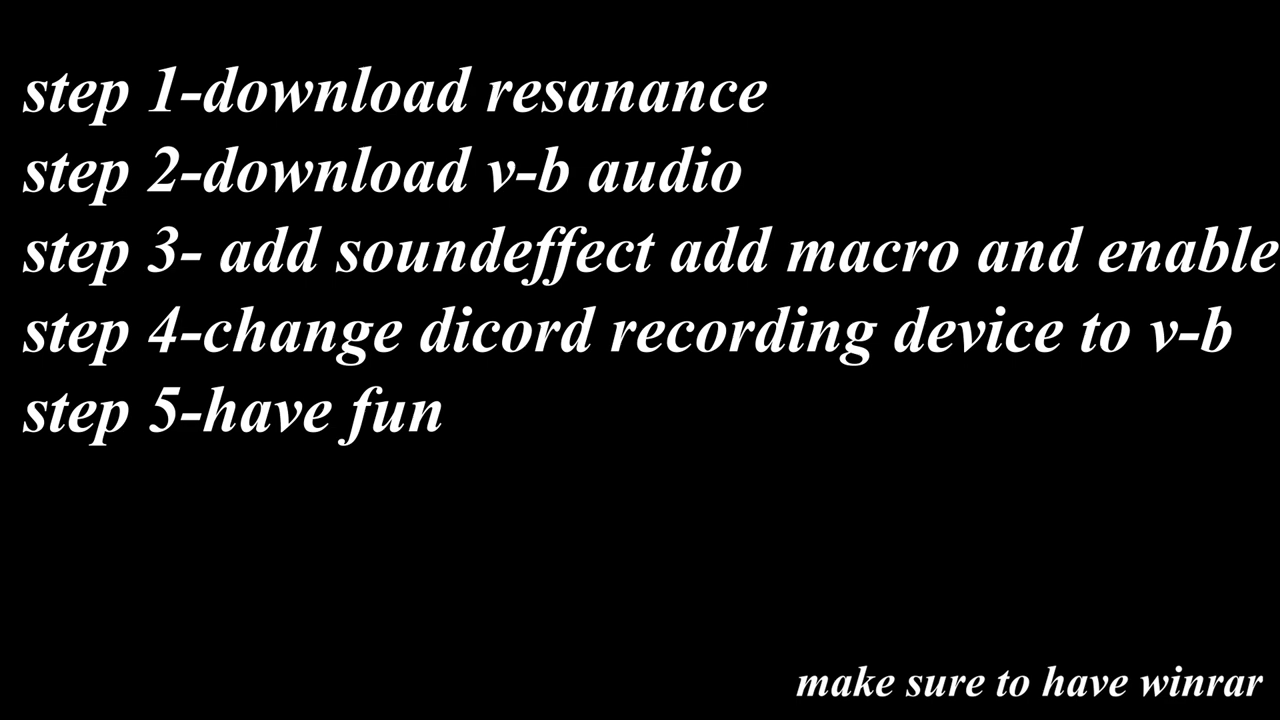 step 1-download resanance
step 2-download v-b audio
step 3- add soundeffect add macro and enable
step 4-change dicord recording device to v-b
step 5-have fun
make sure to have winrar